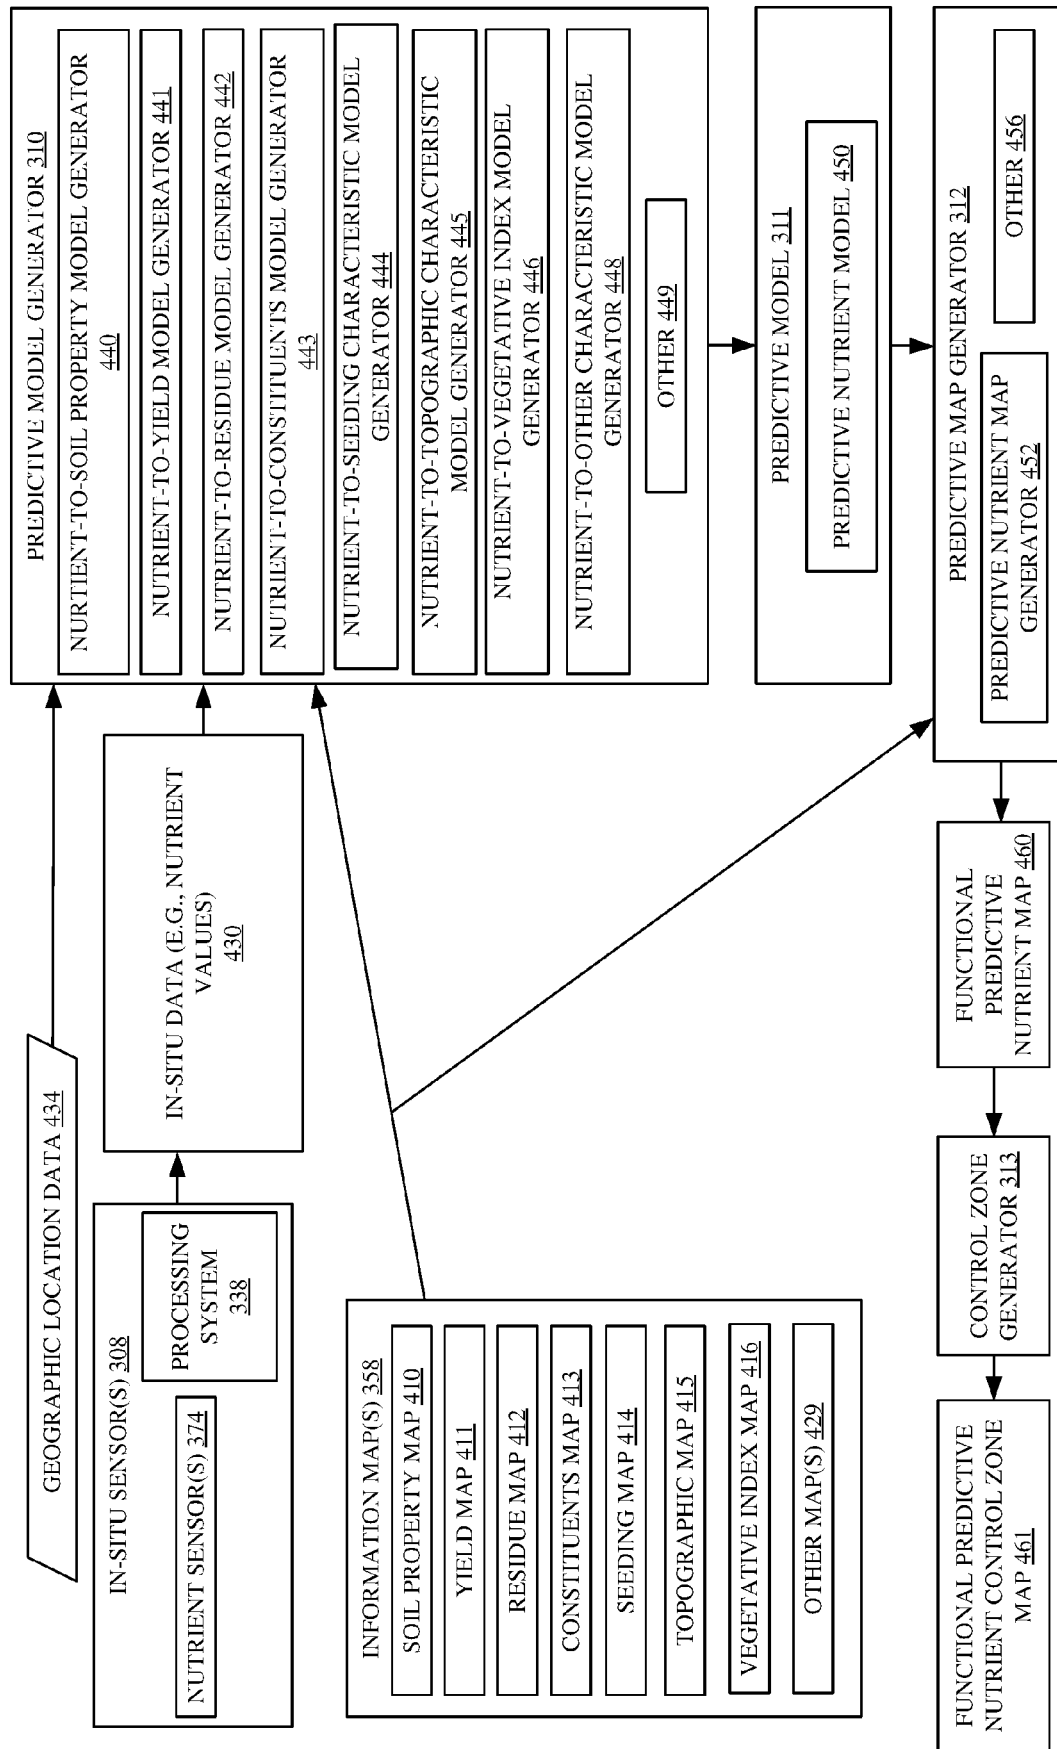 GEOGRAPHIC LOCATION DATA 434
IN-SITU SENSOR(S) 308
NUTRIENT SENSOR(S) 374
PROCESSING
SYSTEM
338
IN-SITU DATA (E.G., NUTRIENT
VALUES)
430
INFORMATION MAP(S) 358
SOIL PROPERTY MAP 410
YIELD MAP 411
RESIDUE MAP 412
CONSTITUENTS MAP 413
SEEDING MAP 414
TOPOGRAPHIC MAP 415
VEGETATIVE INDEX MAP 416
OTHER MAP(S) 429
PREDICTIVE MODEL GENERATOR 310
NURTIENT-TO-SOIL PROPERTY MODEL GENERATOR
440
NUTRIENT-TO-YIELD MODEL GENERATOR 441
NUTRIENT-TO-RESIDUE MODEL GENERATOR 442
NUTRIENT-TO-CONSTITUENTS MODEL GENERATOR
443
NUTRIENT-TO-SEEDING CHARACTERISTIC MODEL
GENERATOR 444
NUTRIENT-TO-TOPOGRAPHIC CHARACTERISTIC
MODEL GENERATOR 445
NUTRIENT-TO-VEGETATIVE INDEX MODEL
GENERATOR 446
NUTRIENT-TO-OTHER CHARACTERISTIC MODEL
GENERATOR 448
OTHER 449
PREDICTIVE MODEL 311
PREDICTIVE NUTRIENT MODEL 450
PREDICTIVE MAP GENERATOR 312
PREDICTIVE NUTRIENT MAP
GENERATOR 452
OTHER 456
FUNCTIONAL
PREDICTIVE
NUTRIENT MAP 460
CONTROL ZONE
GENERATOR 313
FUNCTIONAL PREDICTIVE
NUTRIENT CONTROL ZONE
MAP 461